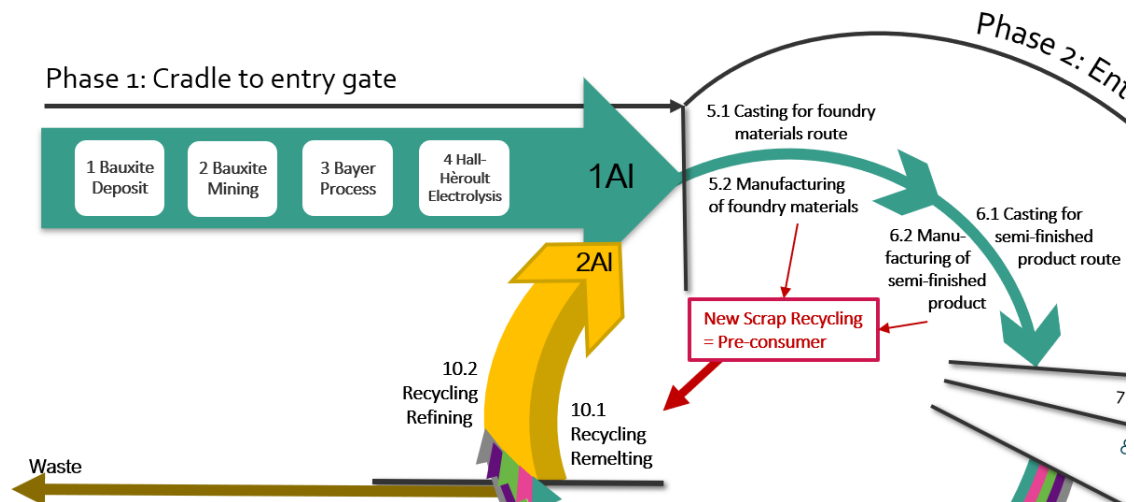 Phase 1: Cradle to entry gate
Phase 2: Ent
1 Bauxite
Deposit
2 Bauxite
Mining
3 Bayer
Process
4 Hall-
Hèroult
Electrolysis
1Al
5.1 Casting for foundry
materials route
5.2 Manufacturing
of foundry materials
6.1 Casting for
semi-finished
product route
6.2 Manu-
facturing of
semi-finished
product
2Al
New Scrap Recycling
= Pre-consumer
10.2
Recycling
Refining
10.1
Recycling
Remelting
7
8
Waste